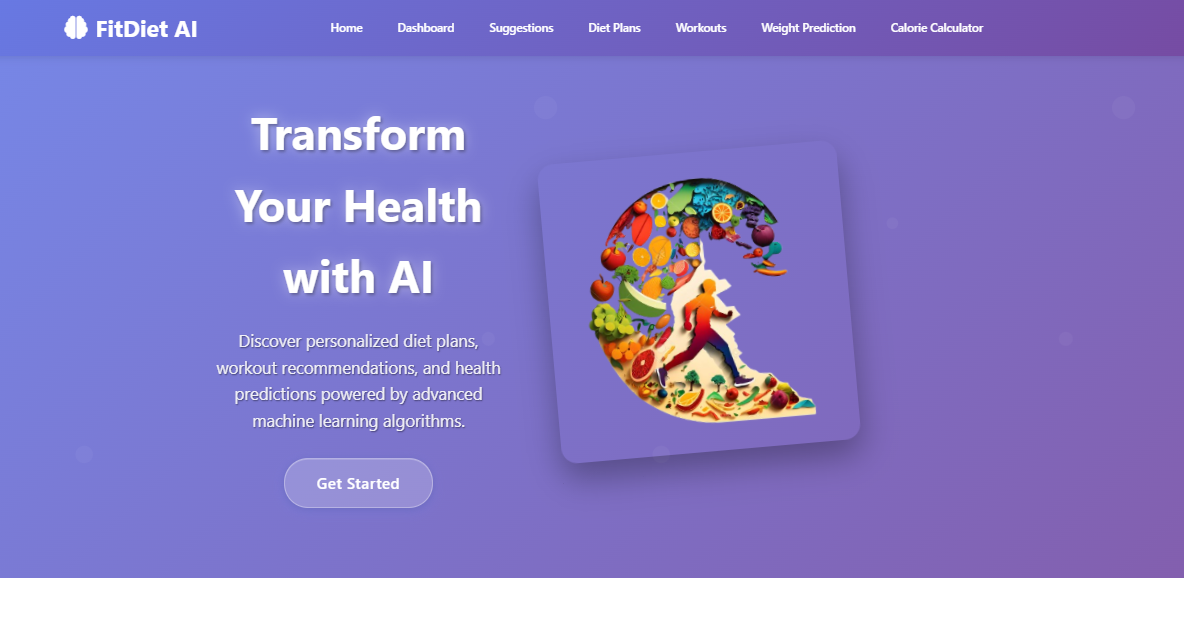 FitDiet AI
Home Dashboard Suggestions Diet Plans Workouts Weight Prediction Calorie Calculator
Transform
Your Health
with AI
Discover personalized diet plans,
workout recommendations, and health
predictions powered by advanced
machine learning algorithms.
Get Started